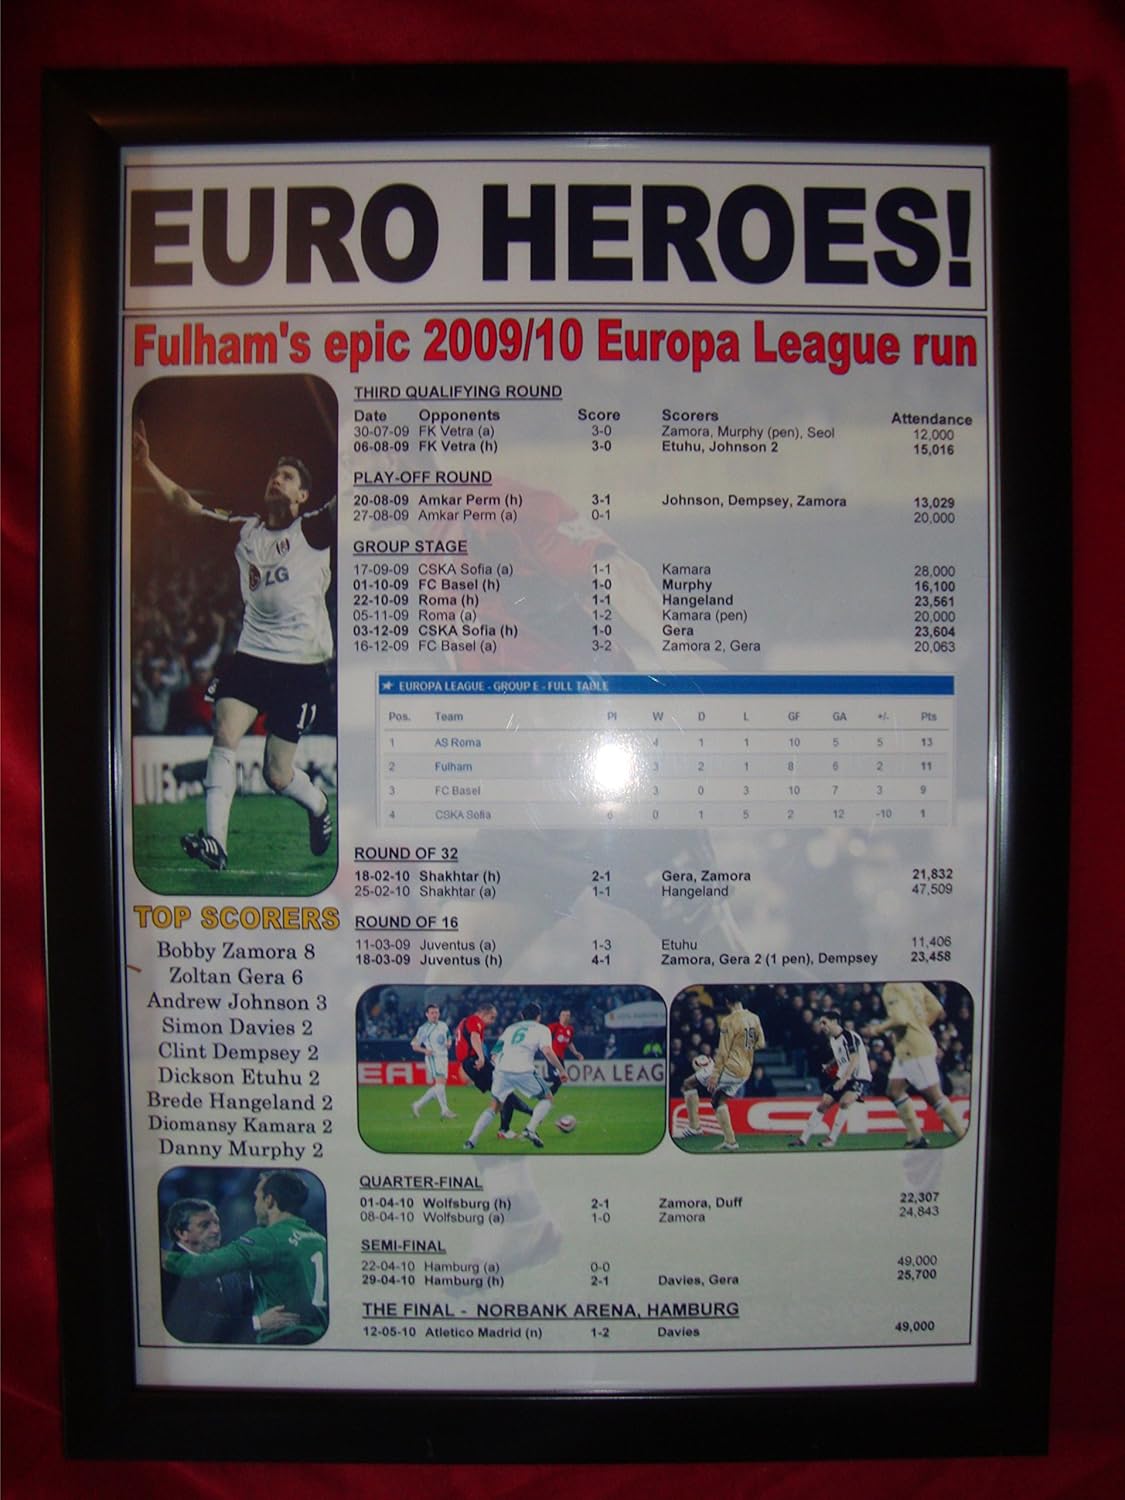 EURO HEROES!
Fulham's epic 2009/10 Europa League run
THIRD QUALIFYING ROUND
Date Opponents Score Scorers Attendance
30-07-09 FK Vetra (a) 3-0 Zamora, Murphy (pen), Seol 12,000
06-08-09 FK Vetra (h) 3-0 Etuhu, Johnson 2 15,016
PLAY-OFF ROUND
20-08-09 Amkar Perm (h) 3-1 Johnson, Dempsey, Zamora 13,029
27-08-09 Amkar Perm (a) 0-1 20,000
GROUP STAGE
17-09-09 CSKA Sofia (a) 1-1 Kamara 28,000
01-10-09 FC Basel (h) 1-0 Murphy 16,100
22-10-09 Roma (h) 1-1 Hangeland 23,561
05-11-09 Roma (a) 1-2 Kamara (pen) 20,000
03-12-09 CSKA Sofia (h) 1-0 Gera 23,604
16-12-09 FC Basel (a) 3-2 Zamora 2, Gera 20,063
EUROPA LEAGUE - GROUP E - FULL TABLE
Pos. Team Pl W D L GF GA +/- Pts
1 AS Roma 4 1 1 10 5 5 13
2 Fulham 3 2 1 8 6 2 11
3 FC Basel 3 0 3 10 7 3 9
4 CSKA Sofia 6 0 1 5 2 12 -10 1
ROUND OF 32
18-02-10 Shakhtar (h) 2-1 Gera, Zamora 21,832
25-02-10 Shakhtar (a) 1-1 Hangeland 47,509
ROUND OF 16
11-03-09 Juventus (a) 1-3 Etuhu 11,406
18-03-09 Juventus (h) 4-1 Zamora, Gera 2 (1 pen), Dempsey 23,458
QUARTER-FINAL
01-04-10 Wolfsburg (h) 2-1 Zamora, Duff 22,307
08-04-10 Wolfsburg (a) 1-0 Zamora 24,843
SEMI-FINAL
22-04-10 Hamburg (a) 0-0 49,000
29-04-10 Hamburg (h) 2-1 Davies, Gera 25,700
THE FINAL - NORBANK ARENA, HAMBURG
12-05-10 Atletico Madrid (n) 1-2 Davies 49,000
TOP SCORERS
Bobby Zamora 8
Zoltan Gera 6
Andrew Johnson 3
Simon Davies 2
Clint Dempsey 2
Dickson Etuhu 2
Brede Hangeland 2
Diomansy Kamara 2
Danny Murphy 2
LG
11
EAT
6
OPA LEAG
1